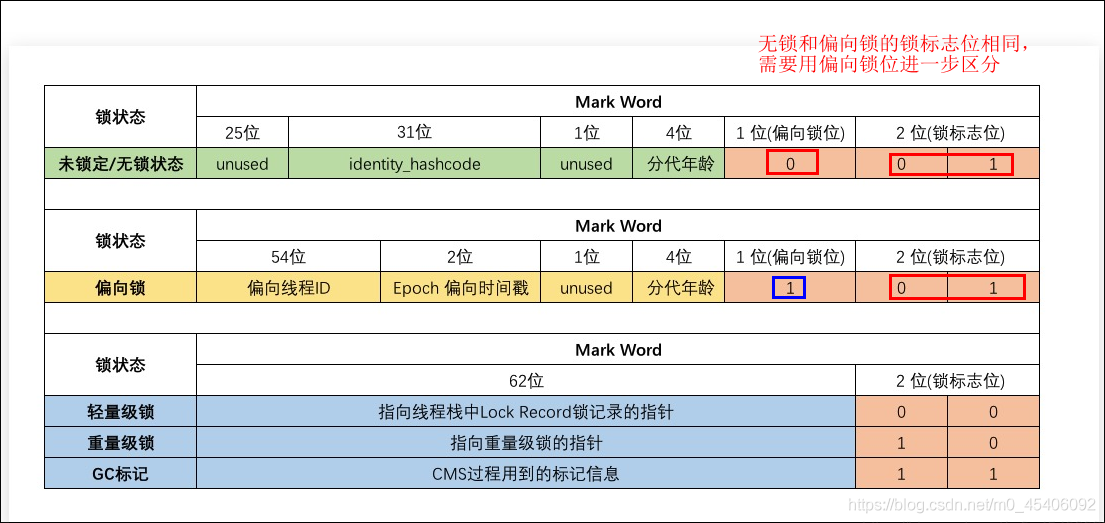 无锁和偏向锁的锁标志位相同，
需要用偏向锁位进一步区分
锁状态 Mark Word
25位 31位 1位 4位 1 位(偏向锁位) 2 位(锁标志位)
未锁定/无锁状态 unused identity_hashcode unused 分代年龄 0 0 1
锁状态 Mark Word
54位 2位 1位 4位 1 位(偏向锁位) 2 位(锁标志位)
偏向锁 偏向线程ID Epoch 偏向时间戳 unused 分代年龄 1 0 1
锁状态 Mark Word
62位 2 位(锁标志位)
轻量级锁 指向线程栈中Lock Record锁记录的指针 0 0
重量级锁 指向重量级锁的指针 1 0
GC标记 CMS过程用到的标记信息 1 1
https://blog.csdn.net/m0_45406092